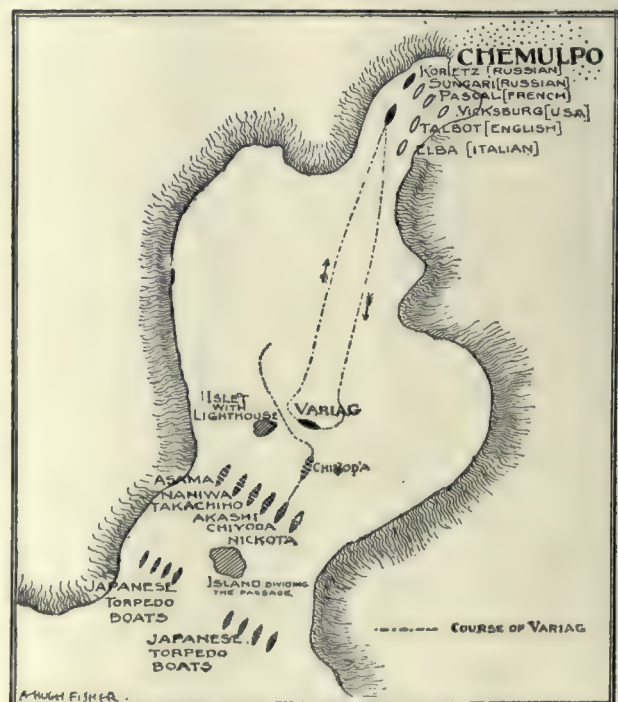 CHEMULPO
KORIETZ [RUSSIAN]
SUNGARI [RUSSIAN]
PASCAL [FRENCH]
VICKSBURG [USA]
TALBOT [ENGLISH]
ELBA [ITALIAN]
ISLET
WITH
LIGHTHOUSE
VARIAG
CHIYODA
ASAMA
NANIWA
TAKACHIHO
AKASHI
CHIYODA
NICKOTA
ISLAND DIVIDING
THE PASSAGE
JAPANESE
TORPEDO
BOATS
JAPANESE
TORPEDO
BOATS
COURSE OF VARIAG
A·HUGH FISHER.